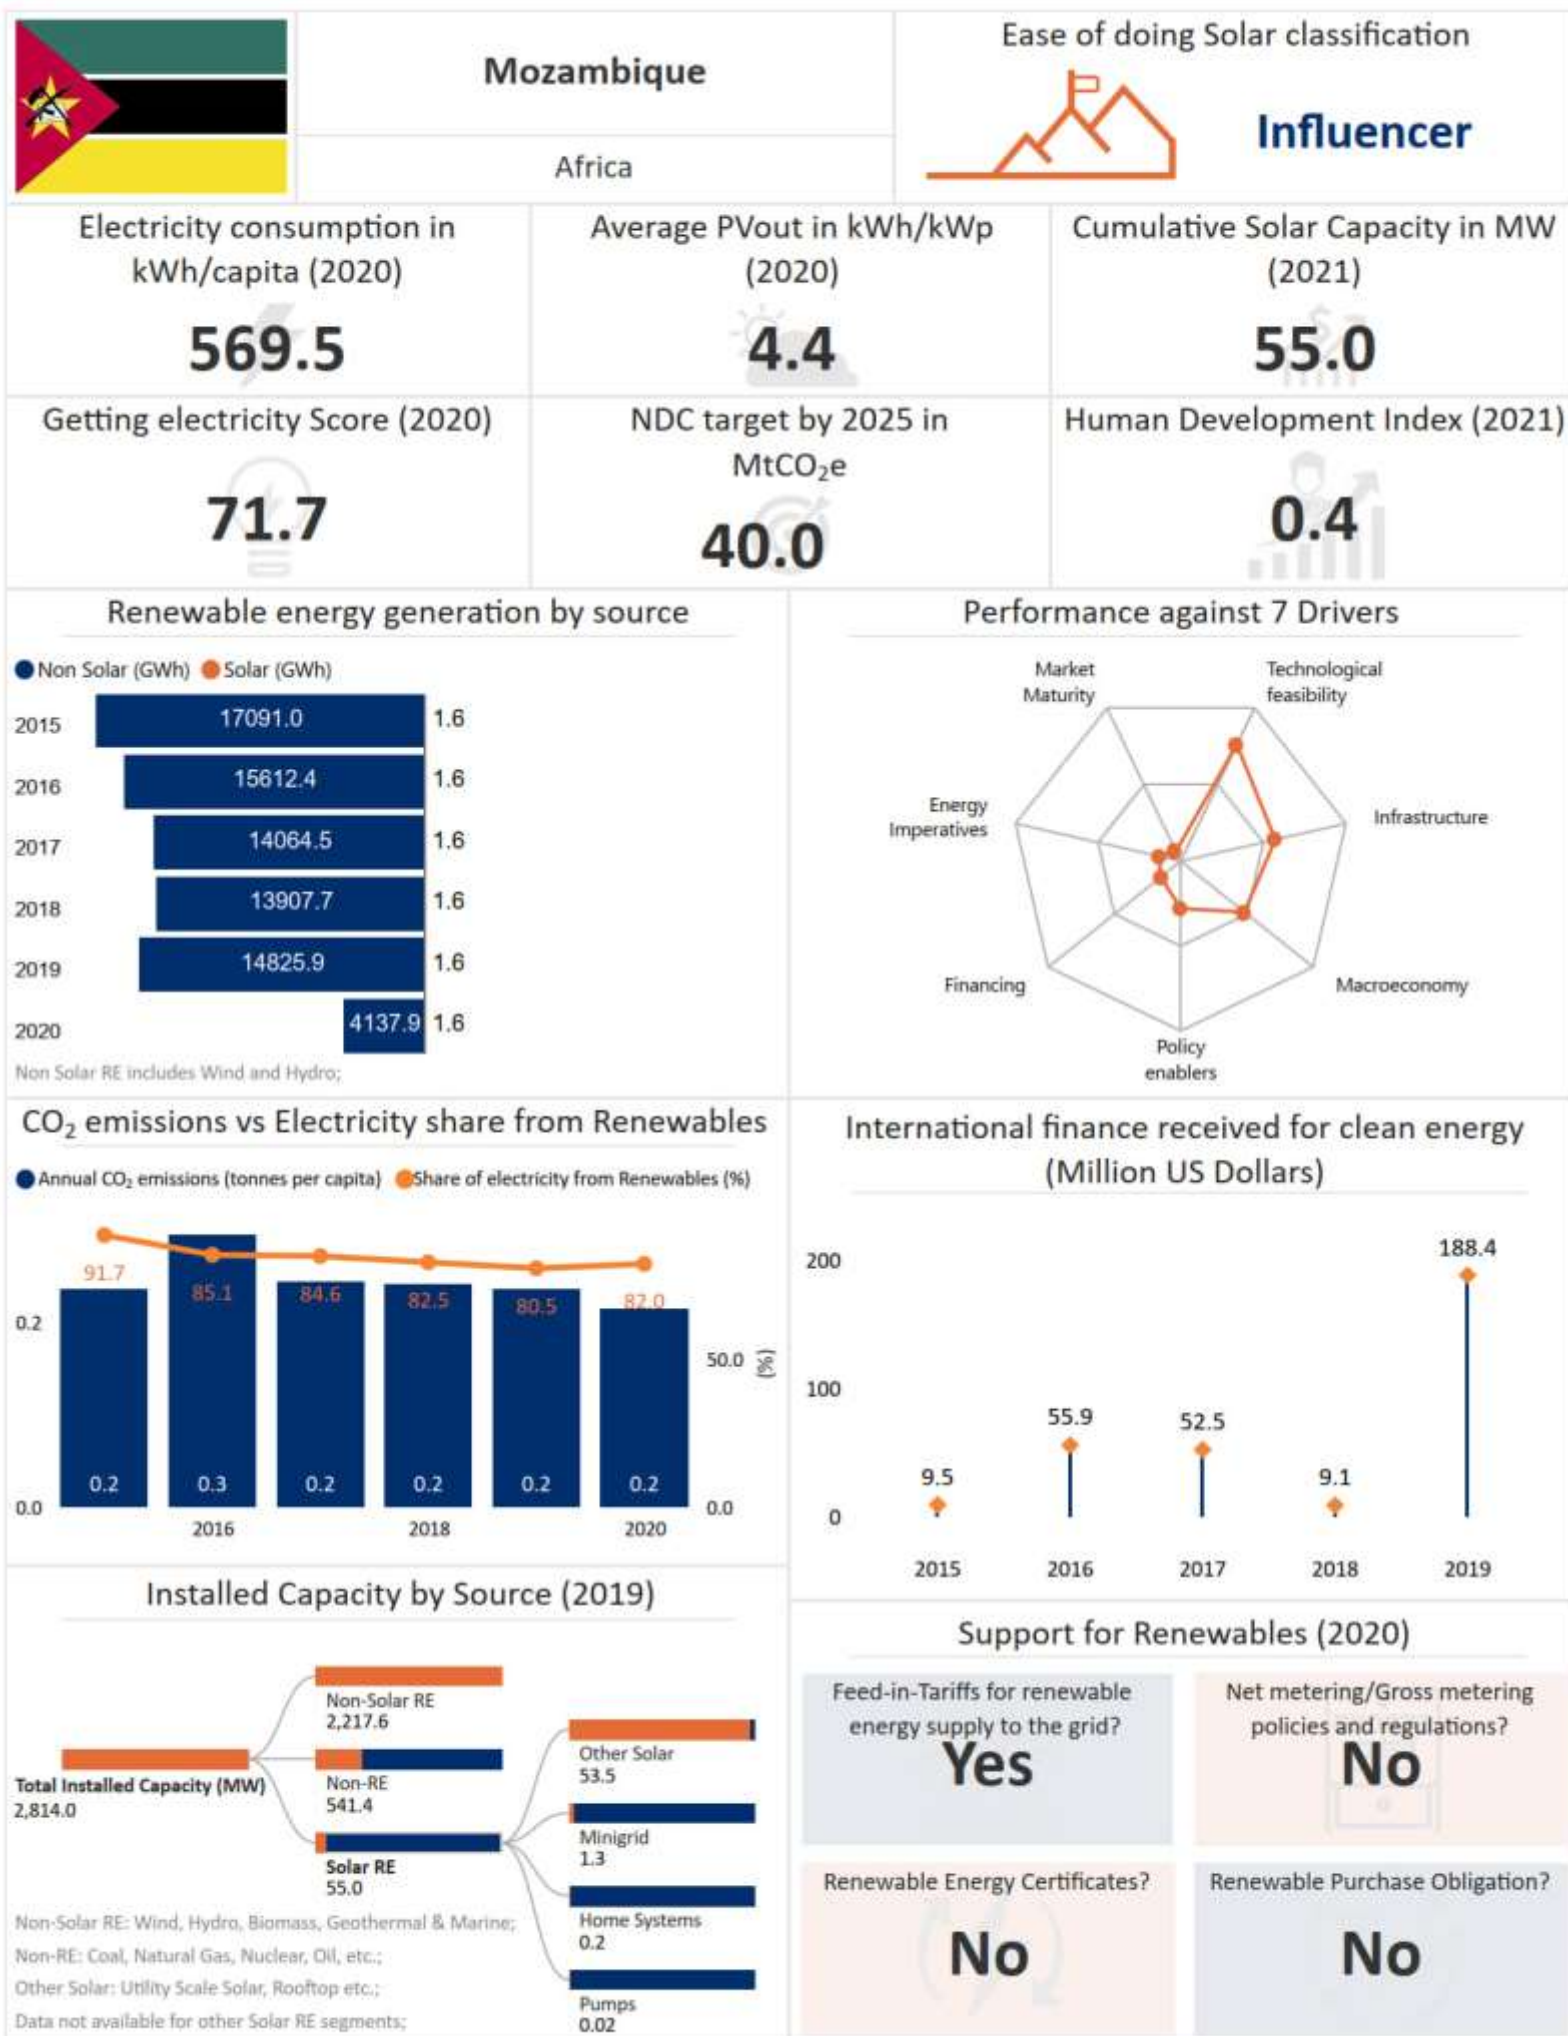 Mozambique
Africa
Ease of doing Solar classification
Influencer
Electricity consumption in
kWh/capita (2020)
569.5
Average PVout in kWh/kWp
(2020)
4.4
Cumulative Solar Capacity in MW
(2021)
55.0
Getting electricity Score (2020)
71.7
NDC target by 2025 in
MtCO₂e
40.0
Human Development Index (2021)
0.4
Renewable energy generation by source
Non Solar (GWh) Solar (GWh)
2015 17091.0 1.6
2016 15612.4 1.6
2017 14064.5 1.6
2018 13907.7 1.6
2019 14825.9 1.6
2020 4137.9 1.6
Non Solar RE includes Wind and Hydro;
Performance against 7 Drivers
Market
Maturity
Technological
feasibility
Energy
Imperatives
Infrastructure
Financing
Macroeconomy
Policy
enablers
CO₂ emissions vs Electricity share from Renewables
Annual CO₂ emissions (tonnes per capita) Share of electricity from Renewables (%)
91.7 85.1 84.6 82.5 80.5 82.0
0.2
50.0
(%)
0.2 0.3 0.2 0.2 0.2 0.2
0.0 0.0
2016 2018 2020
International finance received for clean energy
(Million US Dollars)
200
188.4
100
55.9
52.5
9.5
9.1
0
2015 2016 2017 2018 2019
Installed Capacity by Source (2019)
Total Installed Capacity (MW)
2,814.0
Non-Solar RE
2,217.6
Non-RE
541.4
Solar RE
55.0
Other Solar
53.5
Minigrid
1.3
Home Systems
0.2
Pumps
0.02
Non-Solar RE: Wind, Hydro, Biomass, Geothermal & Marine;
Non-RE: Coal, Natural Gas, Nuclear, Oil, etc.;
Other Solar: Utility Scale Solar, Rooftop etc.;
Data not available for other Solar RE segments;
Support for Renewables (2020)
Feed-in-Tariffs for renewable
energy supply to the grid?
Yes
Net metering/Gross metering
policies and regulations?
No
Renewable Energy Certificates?
No
Renewable Purchase Obligation?
No